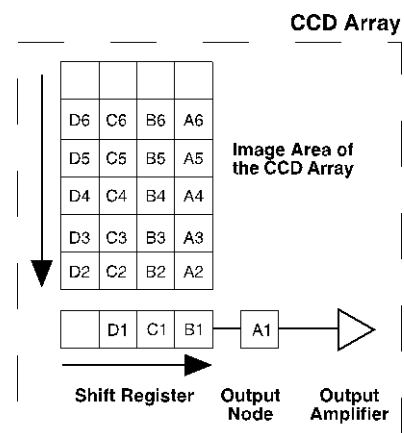 CCD Array
D6 C6 B6 A6
D5 C5 B5 A5
Image Area of
the CCD Array
D4 C4 B4 A4
D3 C3 B3 A3
D2 C2 B2 A2
D1 C1 B1 A1
Shift Register
Output
Node
Output
Amplifier